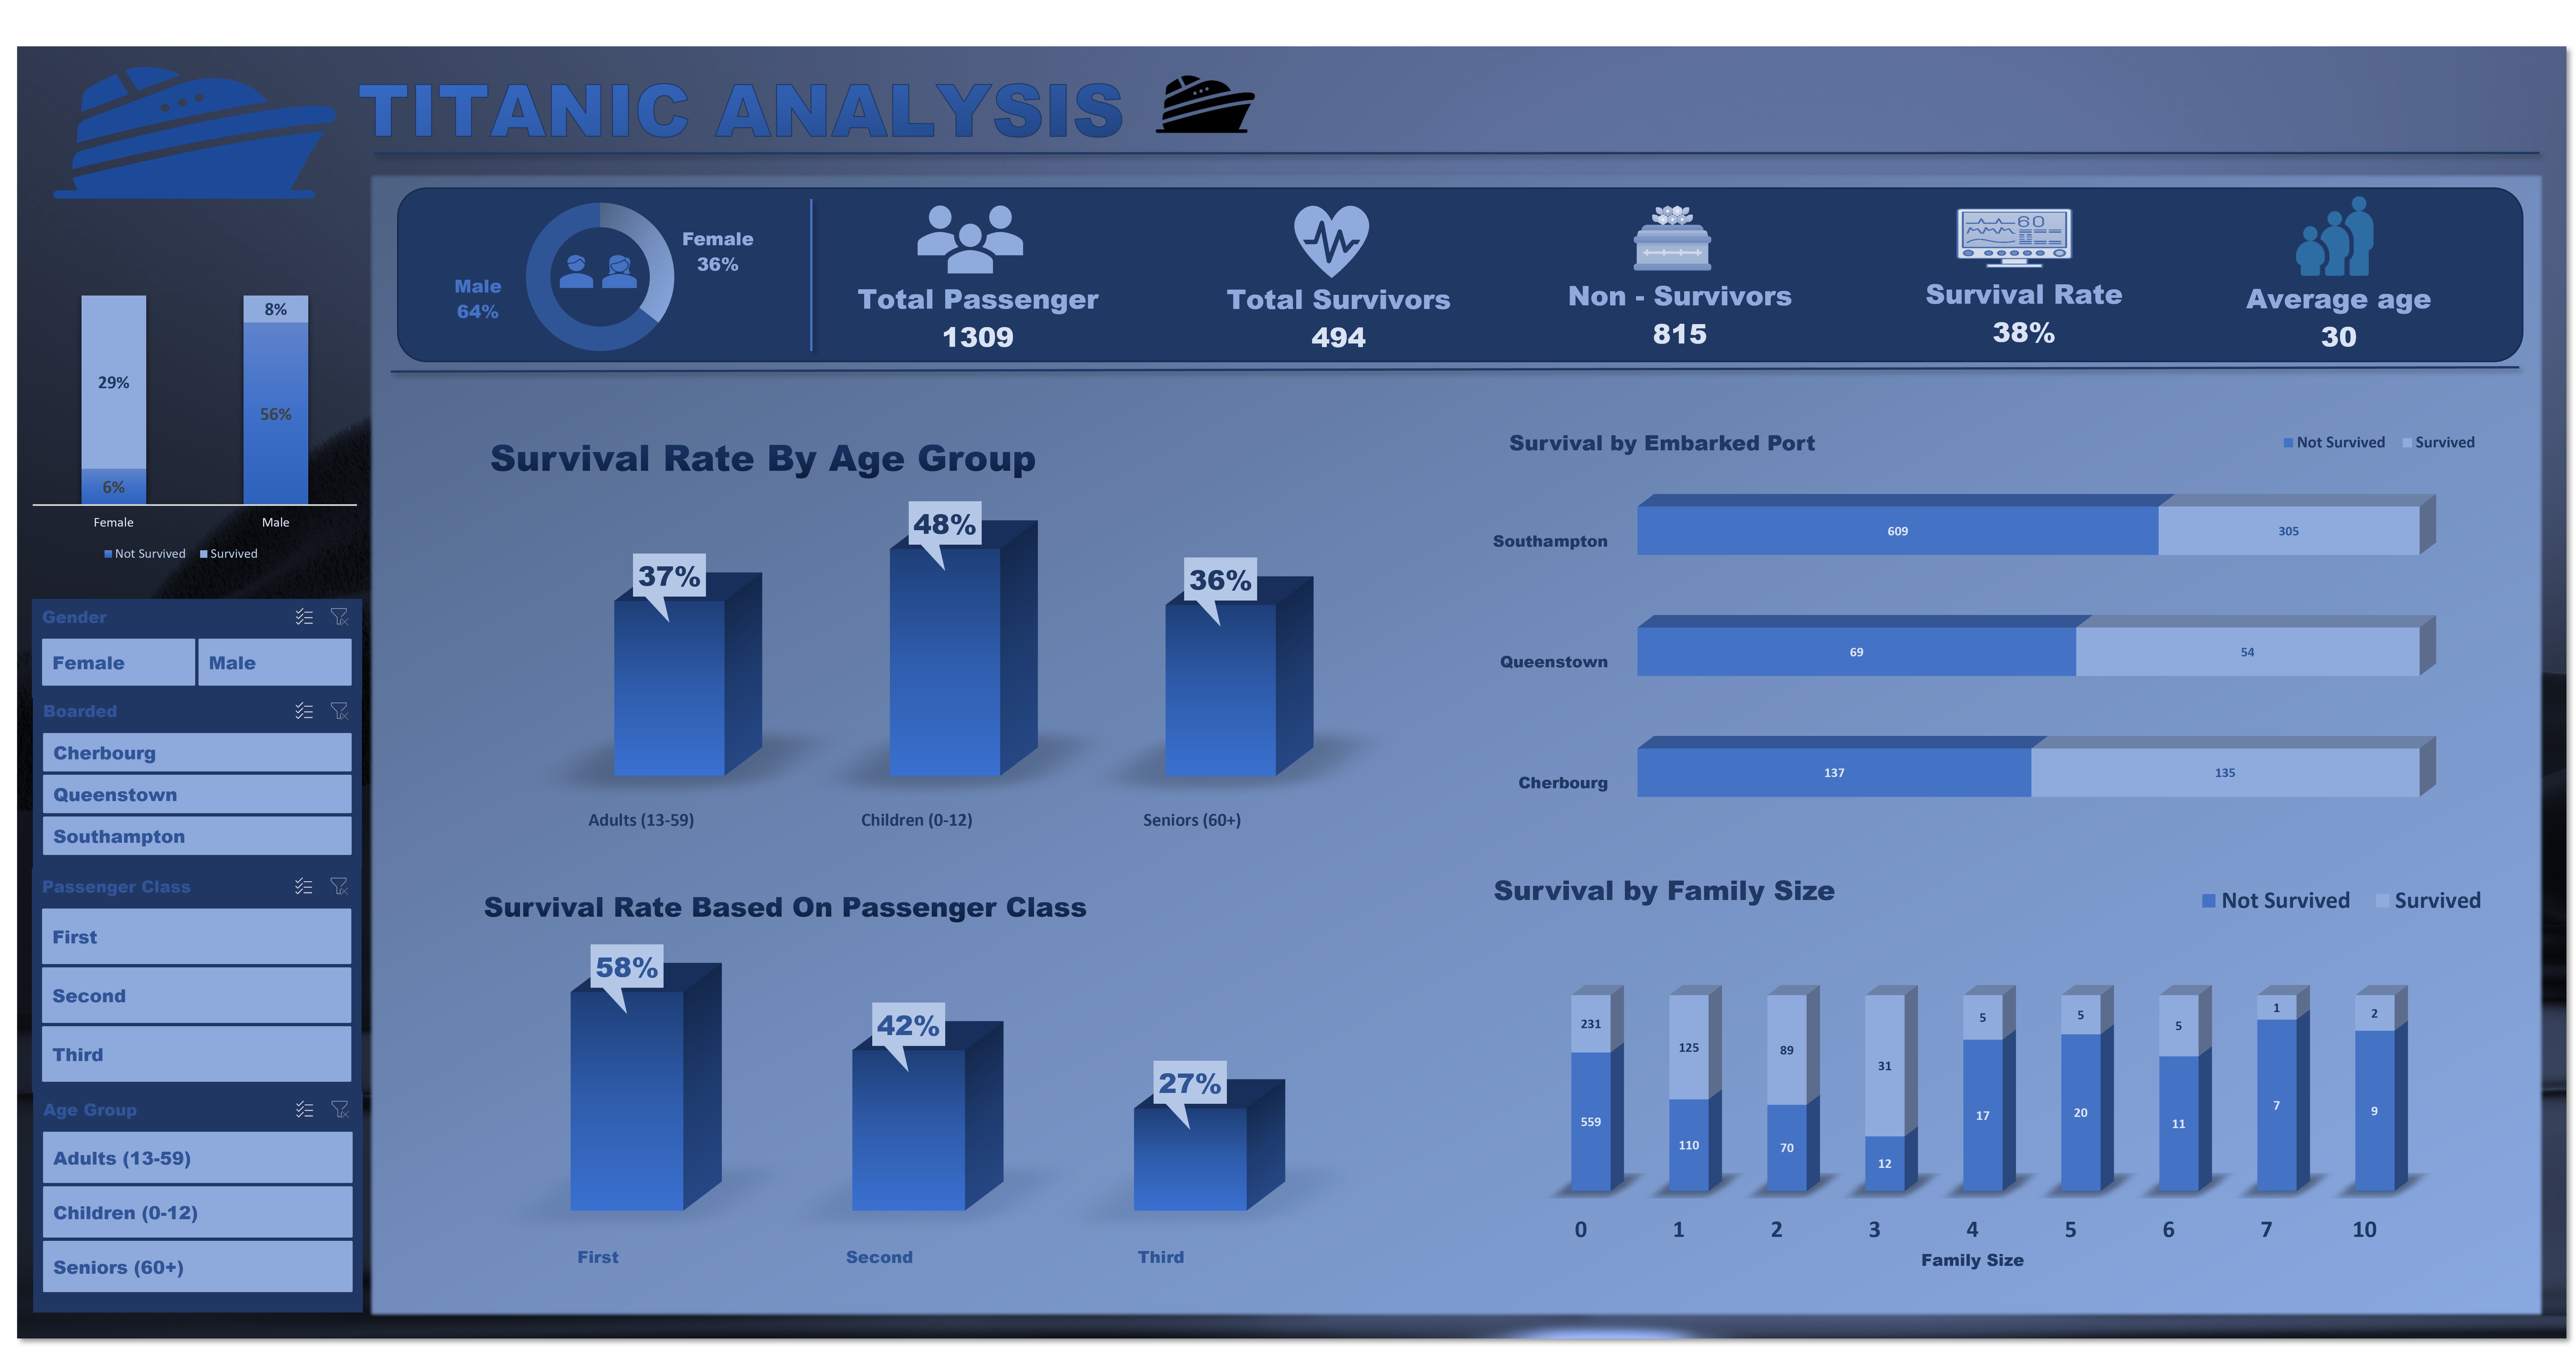 TITANIC ANALYSIS
Female
36%
Male
64%
60
Total Passenger
1309
Total Survivors
494
Non - Survivors
815
Survival Rate
38%
Average age
30
8%
29%
56%
6%
Female Male
Not Survived Survived
Gender
Female Male
Boarded
Cherbourg
Queenstown
Southampton
Passenger Class
First
Second
Third
Age Group
Adults (13-59)
Children (0-12)
Seniors (60+)
Survival Rate By Age Group
37% 48% 36%
Adults (13-59) Children (0-12) Seniors (60+)
Survival by Embarked Port
Not Survived Survived
Southampton 609 305
Queenstown 69 54
Cherbourg 137 135
Survival Rate Based On Passenger Class
58% 42% 27%
First Second Third
Survival by Family Size
Not Survived Survived
231 125 89 31 5 5 5 1 2
559 110 70 12 17 20 11 7 9
0 1 2 3 4 5 6 7 10
Family Size